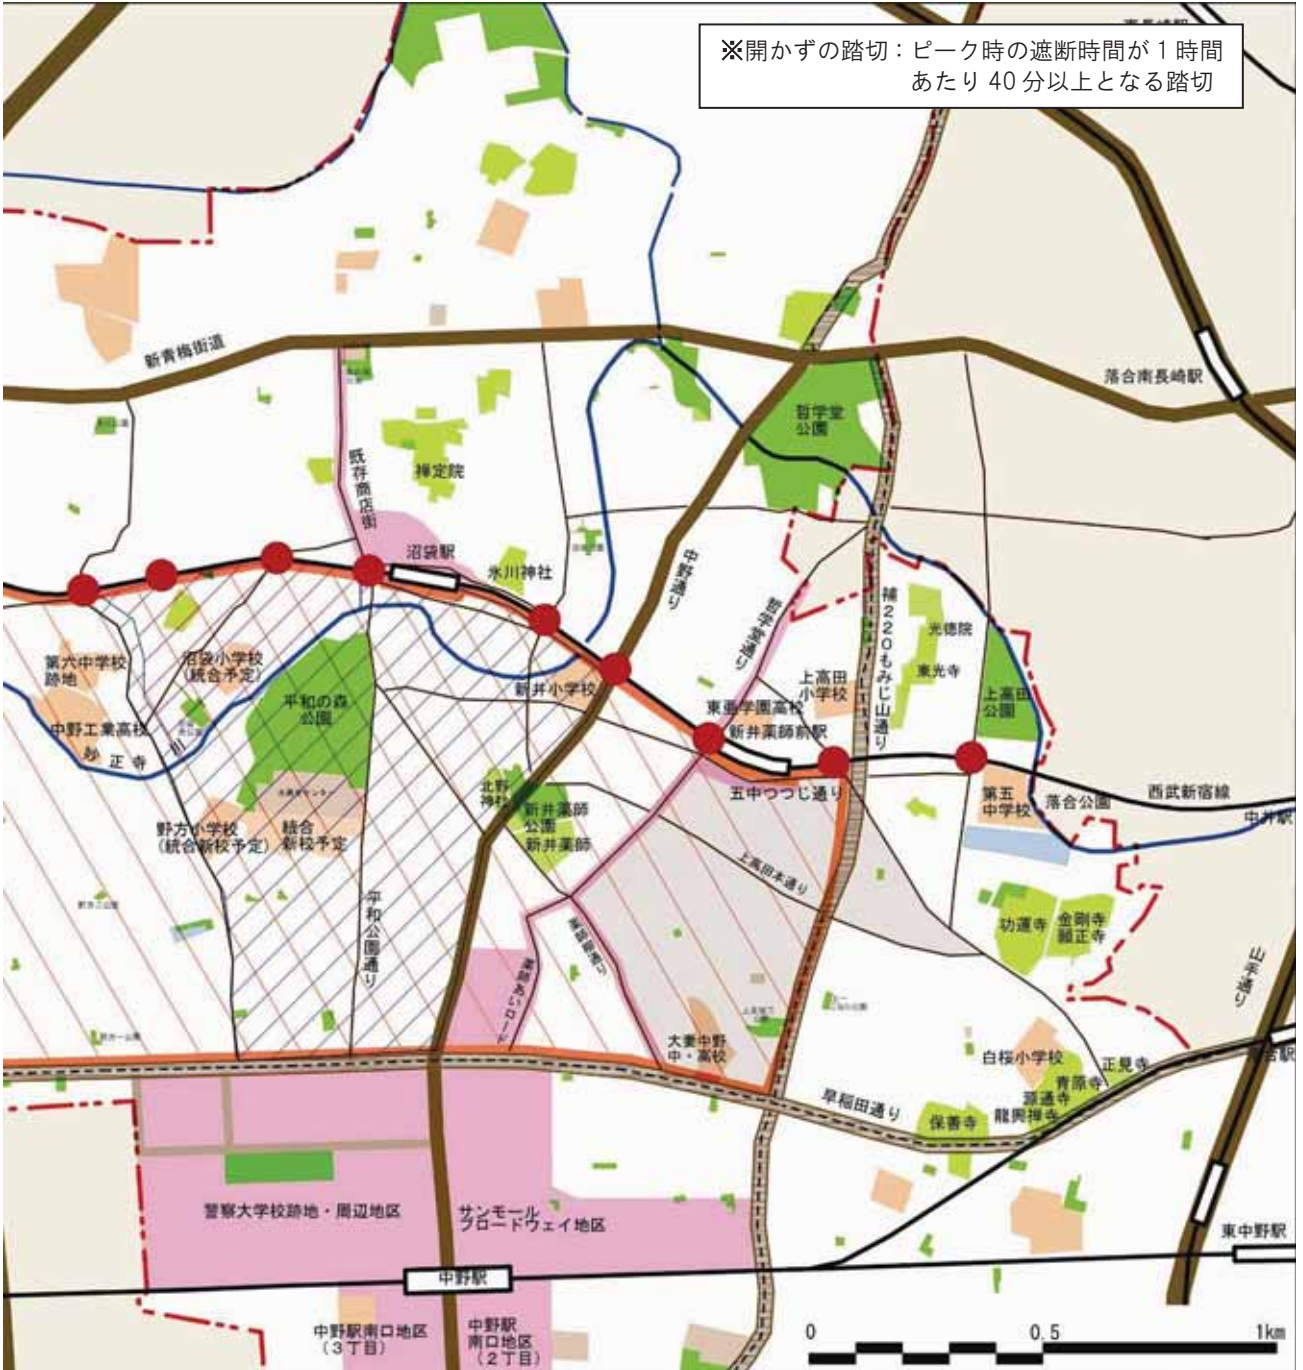 ※開かずの踏切：ピーク時の遮断時間が１時間
あたり 40 分以上となる踏切
新青梅街道
落合南長崎駅
哲学堂
公園
既存商店街
禅定院
沼袋駅
氷川神社
中野通り
哲学堂通り
補２２０もみじ山通り
光徳院
東光寺
上高田
公園
第六中学校
跡地
沼袋小学校
（統合予定）
平和の森
公園
新井小学校
上高田
小学校
東亜学園高校
新井薬師前駅
中野工業高校
妙正寺川
北野
神社
新井薬師
公園
新井薬師
五中つつじ通り
第五
中学校
落合公園
西武新宿線
中井駅
野方小学校
（統合新校予定）
統合
新校予定
上高田本通り
平和公園通り
薬師あいロード
薬師柳通り
功運寺
金剛寺
願正寺
山手通り
大妻中野
中・高校
白桜小学校
正見寺
青原寺
源通寺
龍興禅寺
早稲田通り
保善寺
警察大学校跡地・周辺地区
サンモール
ブロードウェイ地区
東中野駅
中野駅
中野駅南口地区
（３丁目）
中野駅
南口地区
（２丁目）
0
0.5
1km